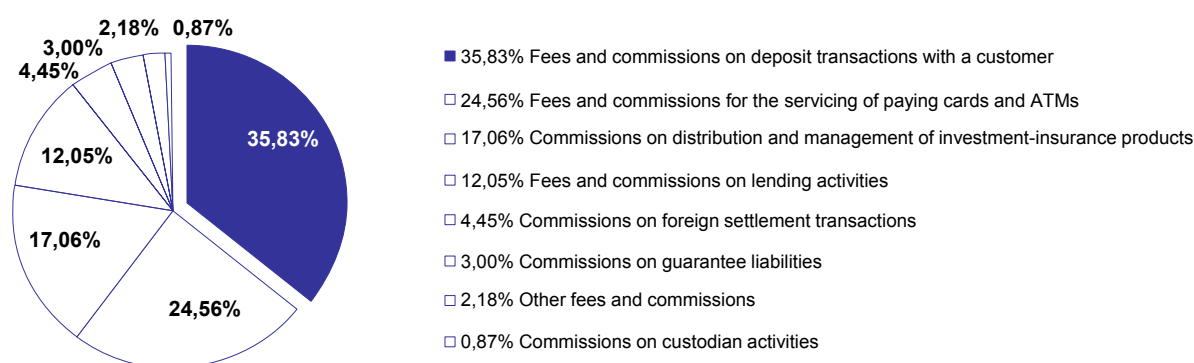 2,18%
0,87%
3,00%
4,45%
35,83%
12,05%
17,06%
24,56%
35,83% Fees and commissions on deposit transactions with a customer
24,56% Fees and commissions for the servicing of paying cards and ATMs
17,06% Commissions on distribution and management of investment-insurance products
12,05% Fees and commissions on lending activities
4,45% Commissions on foreign settlement transactions
3,00% Commissions on guarantee liabilities
2,18% Other fees and commissions
0,87% Commissions on custodian activities